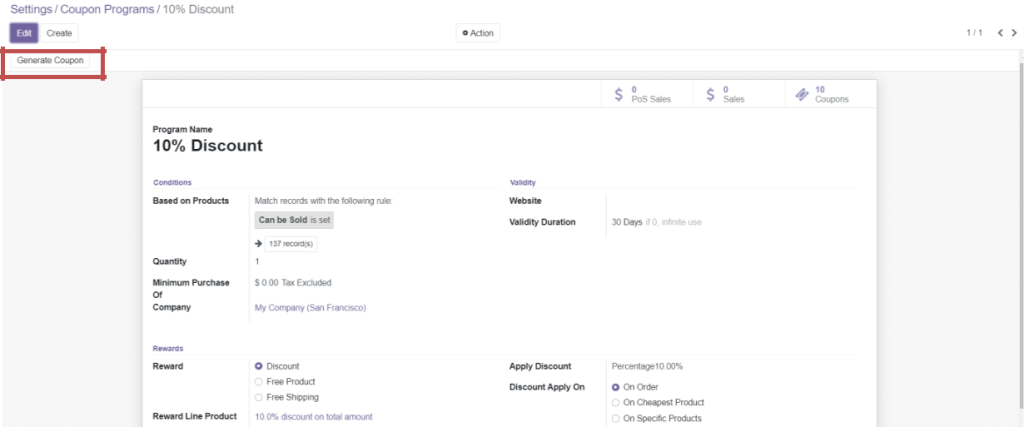 Settings / Coupon Programs / 10% Discount
Edit Create Action 1 / 1
Generate Coupon
0 PoS Sales
0 Sales
10 Coupons
Program Name
10% Discount
Conditions
Based on Products Match records with the following rule:
Can be Sold is set
137 record(s)
Quantity 1
Minimum Purchase Of $ 0.00 Tax Excluded
Company My Company (San Francisco)
Validity
Website
Validity Duration 30 Days if 0, infinite use
Rewards
Reward Discount
Free Product
Free Shipping
Reward Line Product 10.0% discount on total amount
Apply Discount Percentage10.00%
Discount Apply On On Order
On Cheapest Product
On Specific Products